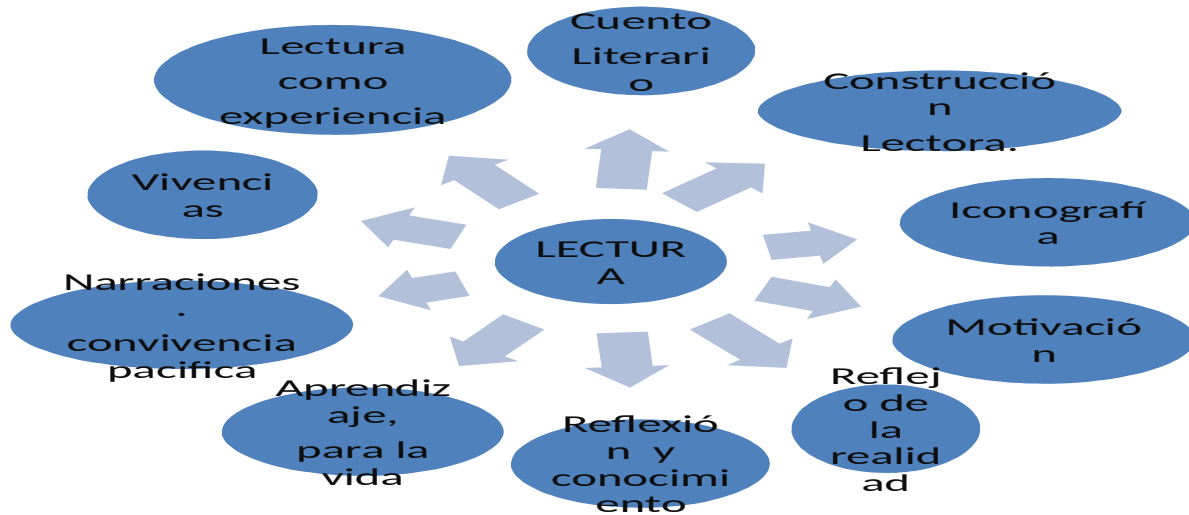 Cuento
Literari
o
Lectura
como
experiencia
Construcció
n
Lectora.
Vivenci
as
Iconografí
a
LECTUR
A
Narraciones
.
convivencia
pacifica
Motivació
n
Aprendiz
aje,
para la
vida
Reflexió
n y
conocimi
ento
Reflej
o de
la
realid
ad